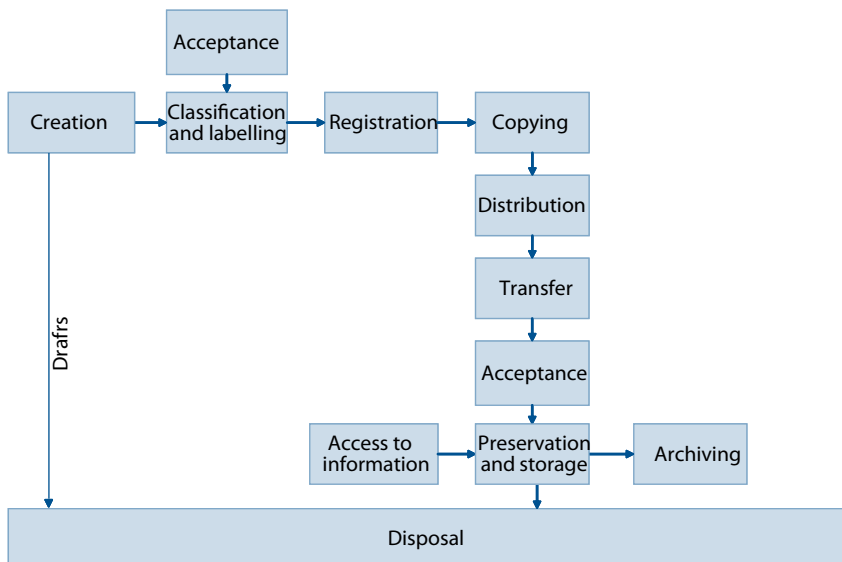 Acceptance
Creation
Classification
and labelling
Registration
Copying
Distribution
Transfer
Drafrs
Acceptance
Access to
information
Preservation
and storage
Archiving
Disposal